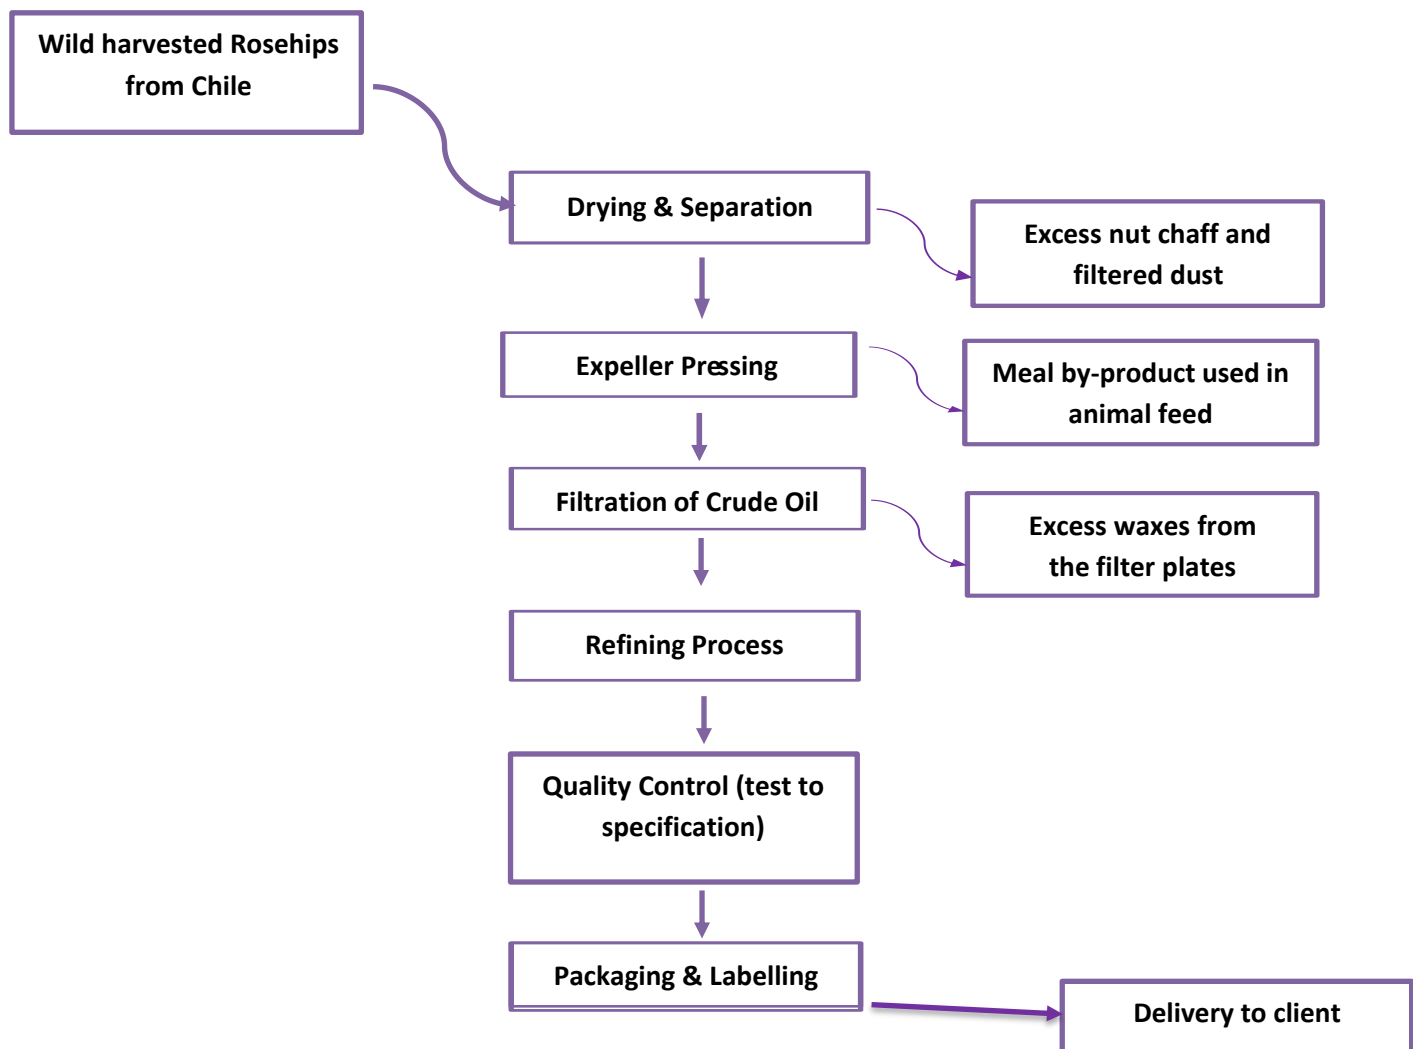 Wild harvested Rosehips
from Chile
Drying & Separation
Excess nut chaff and
filtered dust
Expeller Pressing
Meal by-product used in
animal feed
Filtration of Crude Oil
Excess waxes from
the filter plates
Refining Process
Quality Control (test to
specification)
Packaging & Labelling
Delivery to client